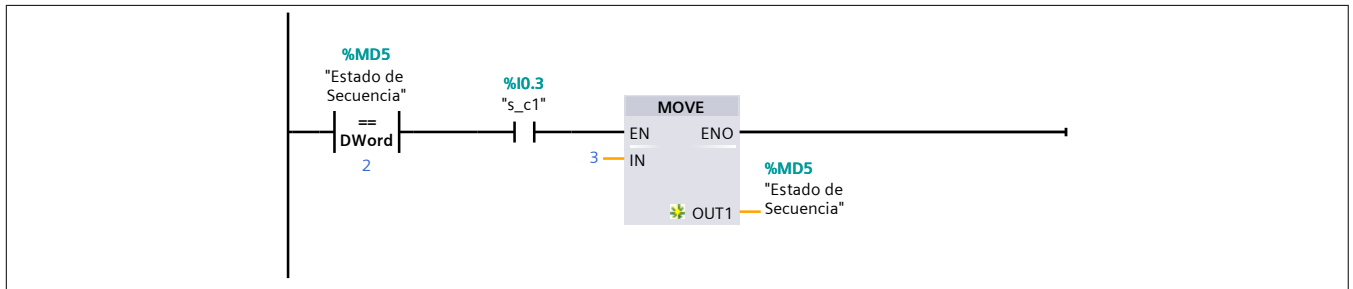 %MD5
"Estado de
Secuencia"
==
DWord
2
%I0.3
"s_c1"
MOVE
EN
ENO
3
IN
OUT1
%MD5
"Estado de
Secuencia"